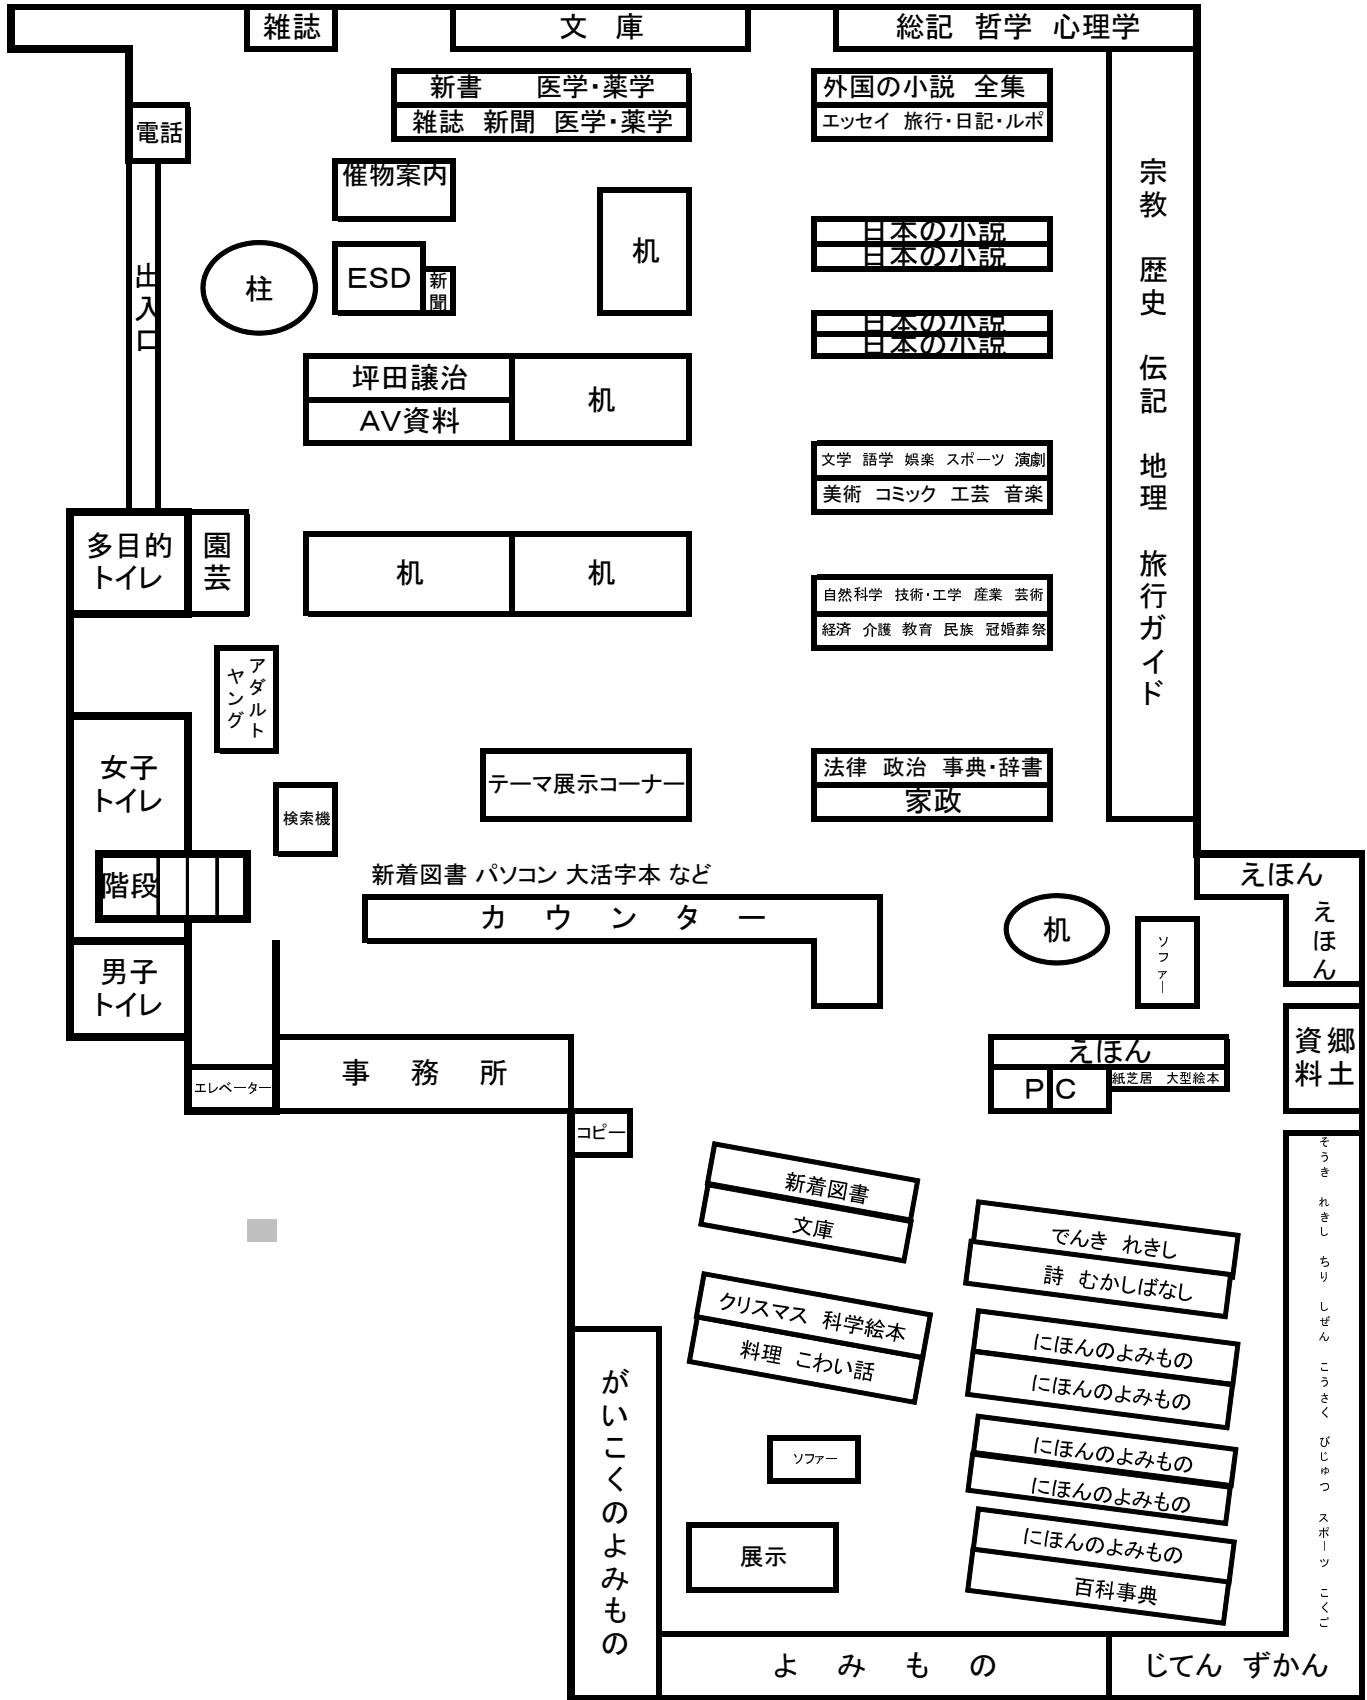 雑誌
文 庫
総記 哲学 心理学
新書 医学・薬学
雑誌 新聞 医学・薬学
外国の小説 全集
エッセイ 旅行・日記・ルポ
電話
催物案内
机
日本の小説
日本の小説
宗教 歴史 伝記 地理 旅行ガイド
出入口
柱
ESD
新聞
日本の小説
日本の小説
坪田譲治
AV資料
机
文学 語学 娯楽 スポーツ 演劇
美術 コミック 工芸 音楽
多目的
トイレ
園芸
机
机
自然科学 技術・工学 産業 芸術
経済 介護 教育 民族 冠婚葬祭
ヤング
アダルト
女子
トイレ
検索機
テーマ展示コーナー
法律 政治 事典・辞書
家政
階段
新着図書 パソコン 大活字本 など
カ ウ ン タ ー
机
ソファー
えほん
えほん
男子
トイレ
エレベーター
事 務 所
コピー
えほん
PC
紙芝居 大型絵本
郷土
資料
新着図書
文庫
でんき れきし
詩 むかしばなし
クリスマス 科学絵本
料理 こわい話
にほんのよみもの
にほんのよみもの
にほんのよみもの
にほんのよみもの
ソファー
展示
にほんのよみもの
百科事典
がいこくのよみもの
そうき れきし ちり しぜん こうさく びじゅつ スポーツ こくご
よ み も の
じてん ずかん